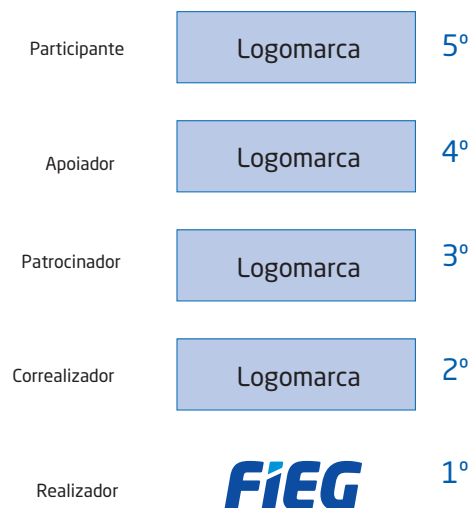 Participante Logomarca 5º
Apoiador Logomarca 4º
Patrocinador Logomarca 3º
Correalizador Logomarca 2º
Realizador FIEG 1º